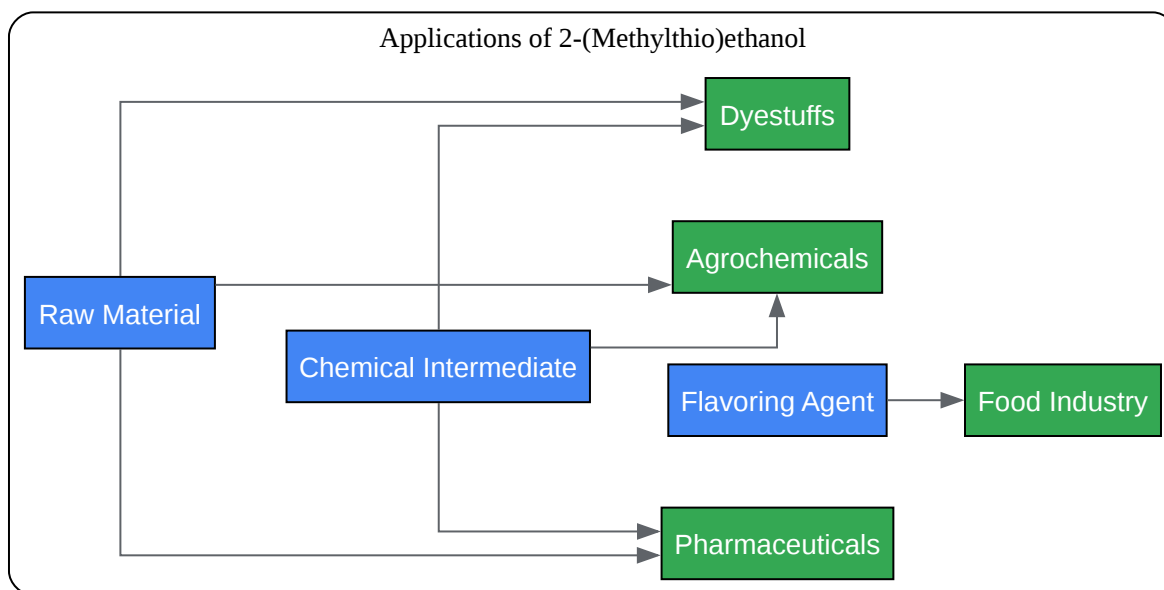 Applications of 2-(Methylthio)ethanol
Dyestuffs
Agrochemicals
Raw Material
Chemical Intermediate
Flavoring Agent
Food Industry
Pharmaceuticals